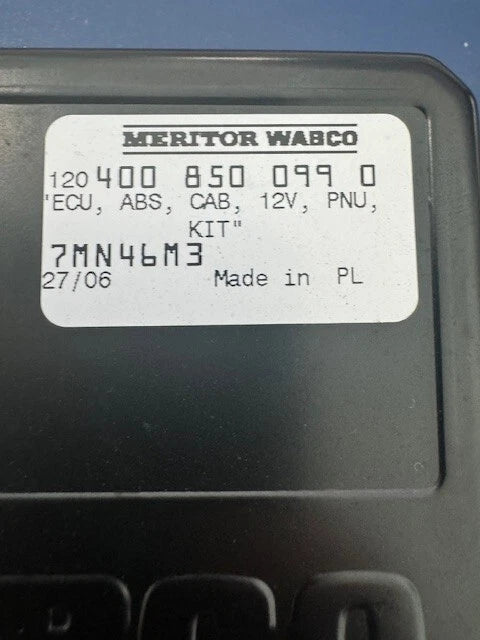 MERITOR WABCO
120 400 850 099 0
"ECU, ABS, CAB, 12V, PNU,
KIT"
7MN46M3
27/06 Made in PL